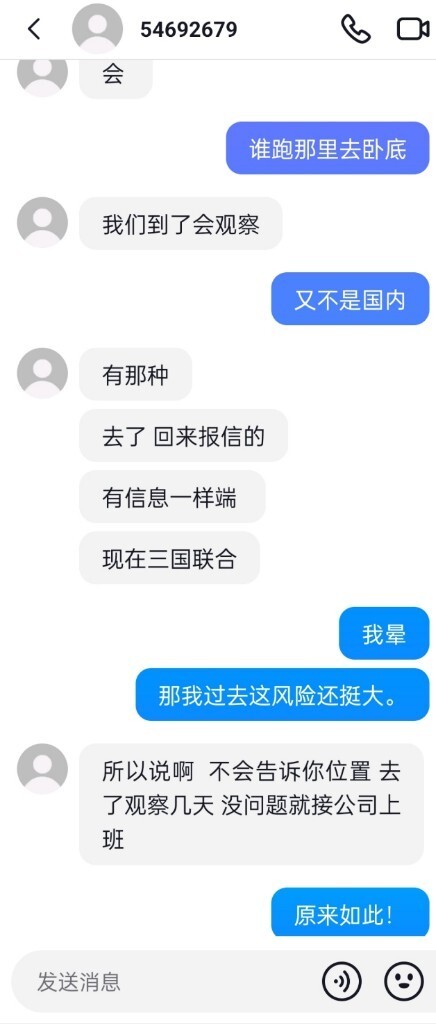 54692679
会
谁跑那里去卧底
我们到了会观察
又不是国内
有那种
去了 回来报信的
有信息一样端
现在三国联合
我晕
那我过去这风险还挺大。
所以说啊 不会告诉你位置 去
了观察几天 没问题就接公司上
班
原来如此！
发送消息